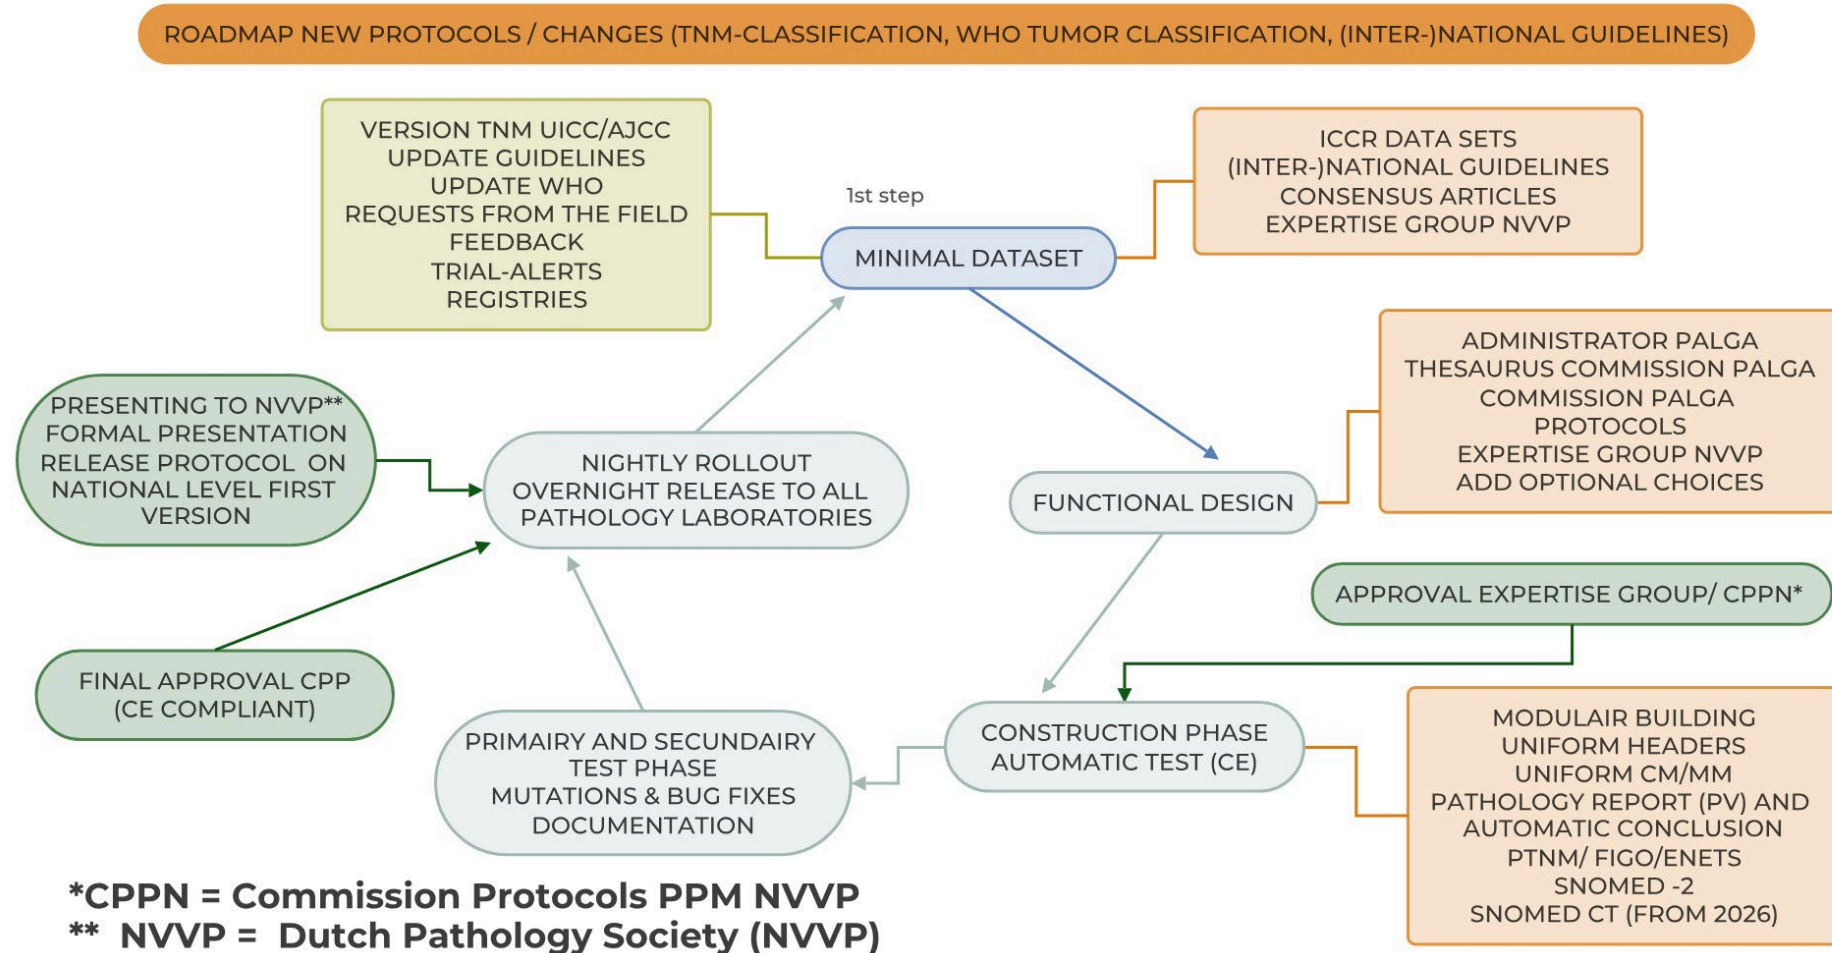 ROADMAP NEW PROTOCOLS / CHANGES (TNM-CLASSIFICATION, WHO TUMOR CLASSIFICATION, (INTER-)NATIONAL GUIDELINES)
VERSION TNM UICC/AJCC
UPDATE GUIDELINES
UPDATE WHO
REQUESTS FROM THE FIELD
FEEDBACK
TRIAL-ALERTS
REGISTRIES
1st step
MINIMAL DATASET
ICCR DATA SETS
(INTER-)NATIONAL GUIDELINES
CONSENSUS ARTICLES
EXPERTISE GROUP NVVP
ADMINISTRATOR PALGA
THESAURUS COMMISSION PALGA
COMMISSION PALGA
PROTOCOLS
EXPERTISE GROUP NVVP
ADD OPTIONAL CHOICES
PRESENTING TO NVVP**
FORMAL PRESENTATION
RELEASE PROTOCOL ON
NATIONAL LEVEL FIRST
VERSION
NIGHTLY ROLLOUT
OVERNIGHT RELEASE TO ALL
PATHOLOGY LABORATORIES
FUNCTIONAL DESIGN
APPROVAL EXPERTISE GROUP/ CPPN*
FINAL APPROVAL CPP
(CE COMPLIANT)
PRIMAIRY AND SECUNDAIRY
TEST PHASE
MUTATIONS & BUG FIXES
DOCUMENTATION
CONSTRUCTION PHASE
AUTOMATIC TEST (CE)
MODULAIR BUILDING
UNIFORM HEADERS
UNIFORM CM/MM
PATHOLOGY REPORT (PV) AND
AUTOMATIC CONCLUSION
PTNM/ FIGO/ENETS
SNOMED -2
SNOMED CT (FROM 2026)
*CPPN = Commission Protocols PPM NVVP
** NVVP = Dutch Pathology Society (NVVP)